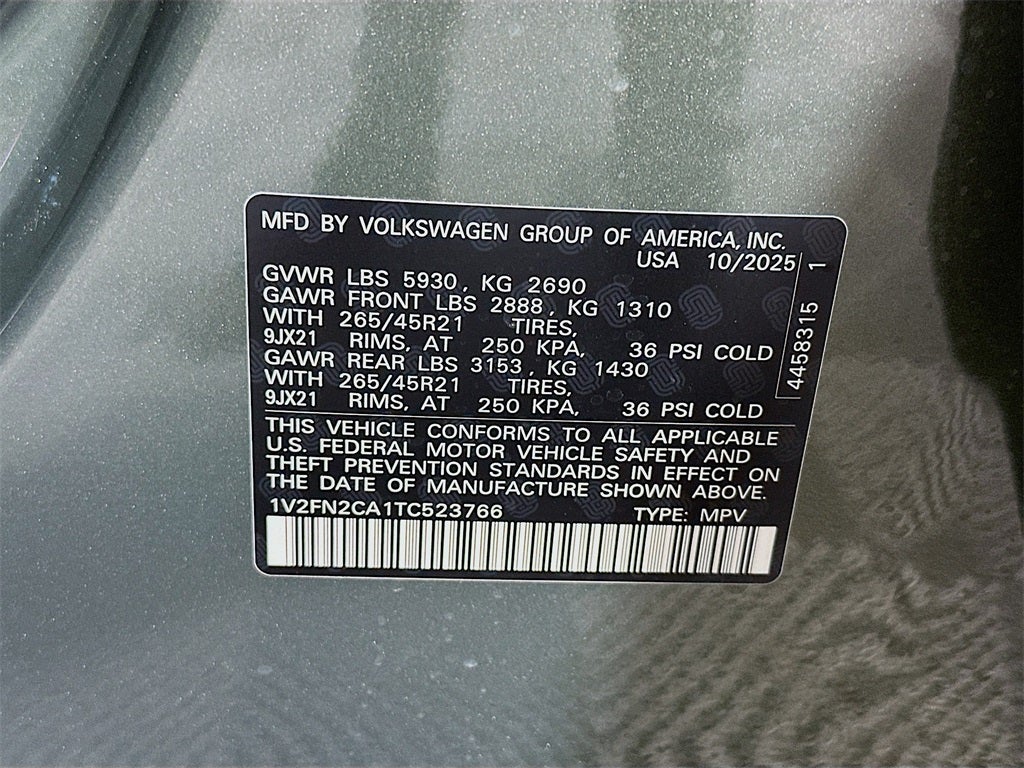 MFD BY VOLKSWAGEN GROUP OF AMERICA, INC.
USA 10/2025
GVWR LBS 5930, KG 2690
GAWR FRONT LBS 2888, KG 1310
WITH 265/45R21 TIRES,
9JX21 RIMS, AT 250 KPA, 36 PSI COLD
GAWR REAR LBS 3153, KG 1430
WITH 265/45R21 TIRES,
9JX21 RIMS, AT 250 KPA, 36 PSI COLD
4458315 1
THIS VEHICLE CONFORMS TO ALL APPLICABLE
U.S. FEDERAL MOTOR VEHICLE SAFETY AND
THEFT PREVENTION STANDARDS IN EFFECT ON
THE DATE OF MANUFACTURE SHOWN ABOVE.
1V2FN2CA1TC523766 TYPE: MPV